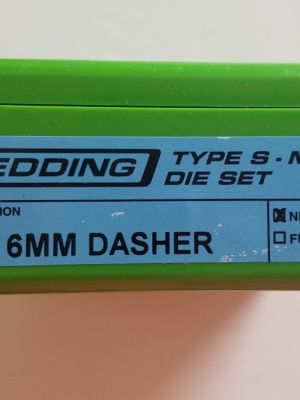 EDDING TYPE S - 
DIE SET
ION
6MM DASHER